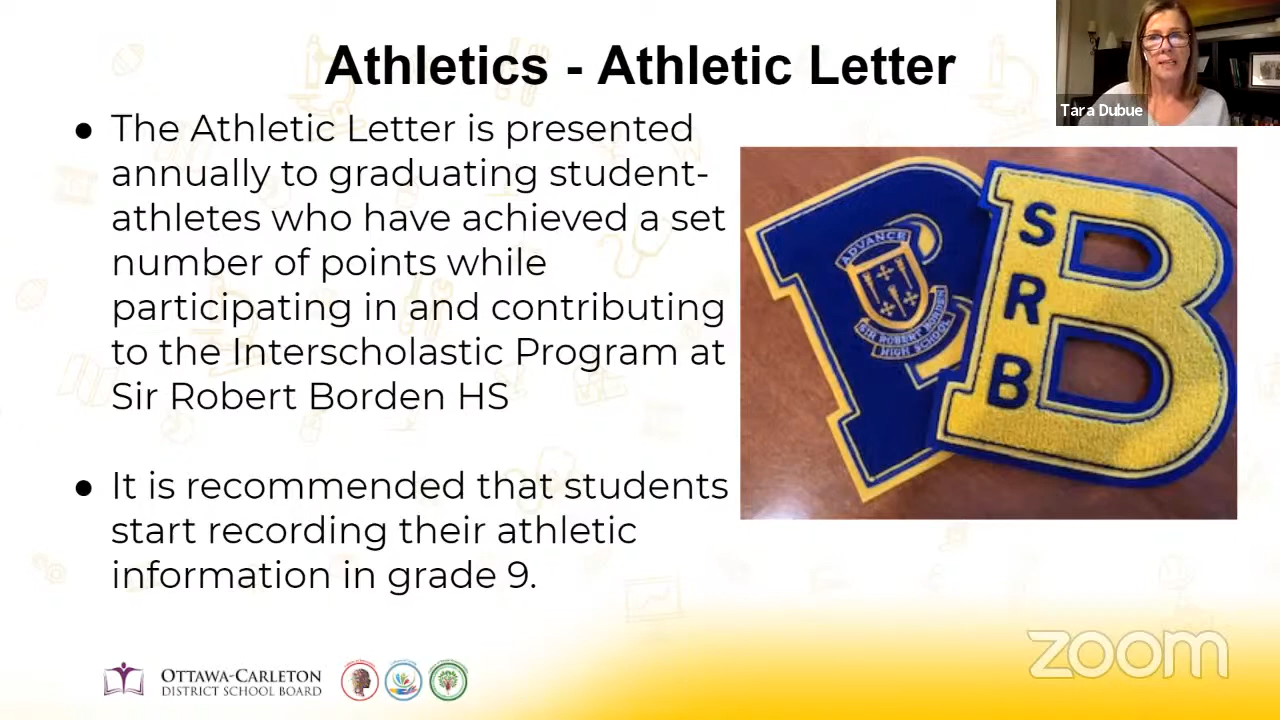 Athletics - Athletic Letter
Tara Dubue
● The Athletic Letter is presented
annually to graduating student-
athletes who have achieved a set
number of points while
participating in and contributing
to the Interscholastic Program at
Sir Robert Borden HS
● It is recommended that students
start recording their athletic
information in grade 9.
ADVANCE
SIR ROBERT BORDEN
HIGH SCHOOL
S
R
B
OTTAWA-CARLETON
DISTRICT SCHOOL BOARD
zoom